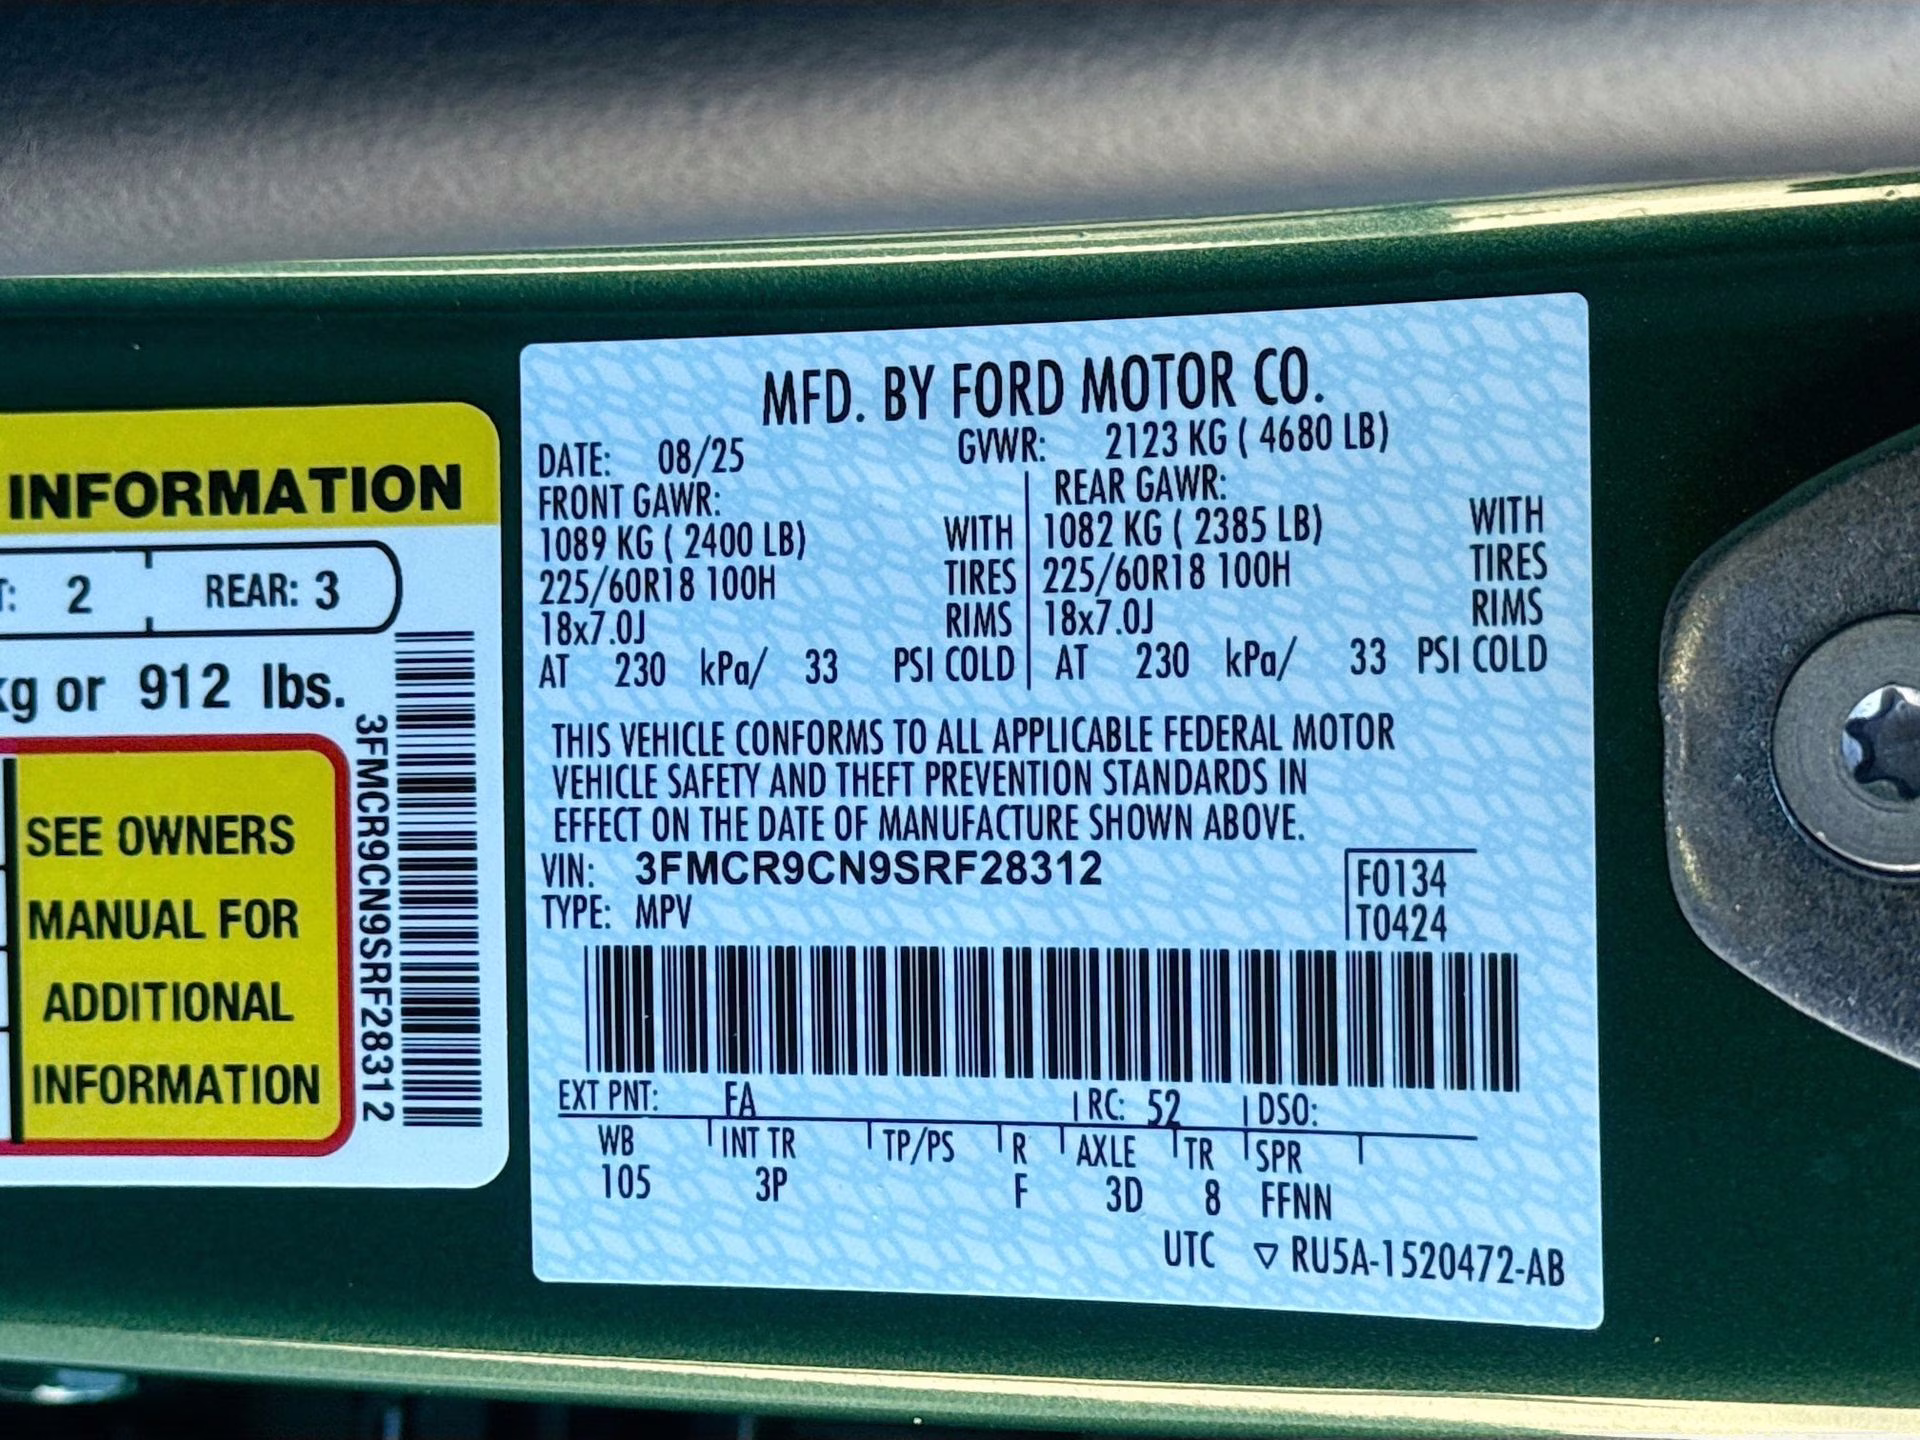 INFORMATION
T: 2 REAR: 3
kg or 912 lbs.
SEE OWNERS
MANUAL FOR
ADDITIONAL
INFORMATION
3FMCR9CN9SRF28312
MFD. BY FORD MOTOR CO.
DATE: 08/25 GVWR: 2123 KG ( 4680 LB)
FRONT GAWR: REAR GAWR:
1089 KG ( 2400 LB) WITH 1082 KG ( 2385 LB) WITH
225/60R18 100H TIRES 225/60R18 100H TIRES
18x7.0J RIMS 18x7.0J RIMS
AT 230 kPa/ 33 PSI COLD AT 230 kPa/ 33 PSI COLD
THIS VEHICLE CONFORMS TO ALL APPLICABLE FEDERAL MOTOR
VEHICLE SAFETY AND THEFT PREVENTION STANDARDS IN
EFFECT ON THE DATE OF MANUFACTURE SHOWN ABOVE.
VIN: 3FMCR9CN9SRF28312 F0134
TYPE: MPV T0424
EXT PNT: FA RC: 52 DSO:
WB INT TR TP/PS R AXLE TR SPR
105 3P F 3D 8 FFNN
UTC ▽ RU5A-1520472-AB